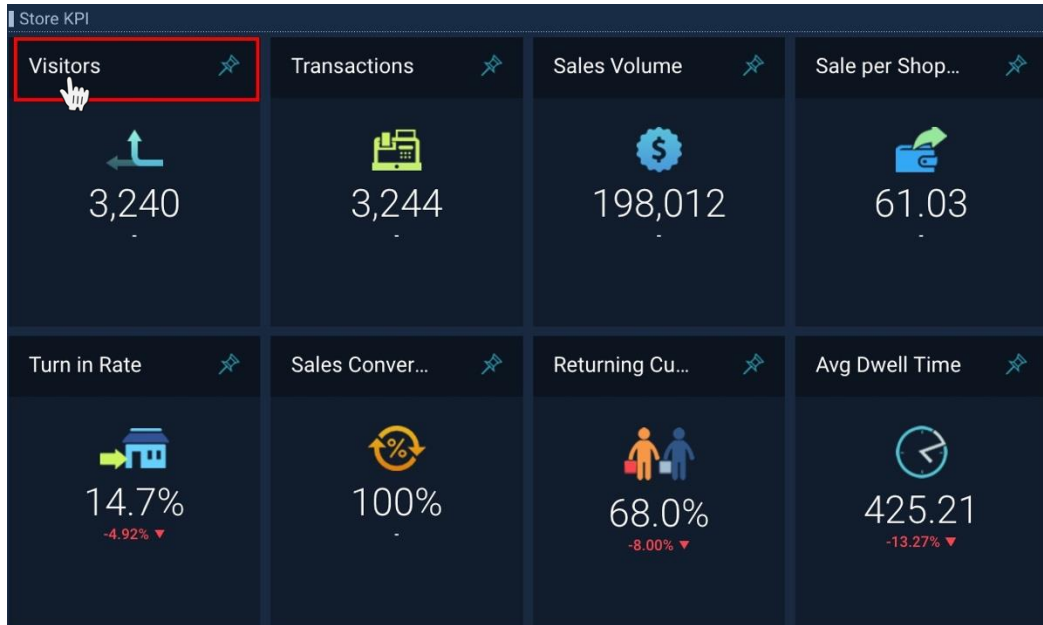 Store KPI
Visitors
Transactions
Sales Volume
Sale per Shop...
3,240
3,244
198,012
61.03
-
-
-
-
Turn in Rate
Sales Conver...
Returning Cu...
Avg Dwell Time
14.7%
100%
68.0%
425.21
-4.92% ▼
-
-8.00% ▼
-13.27% ▼